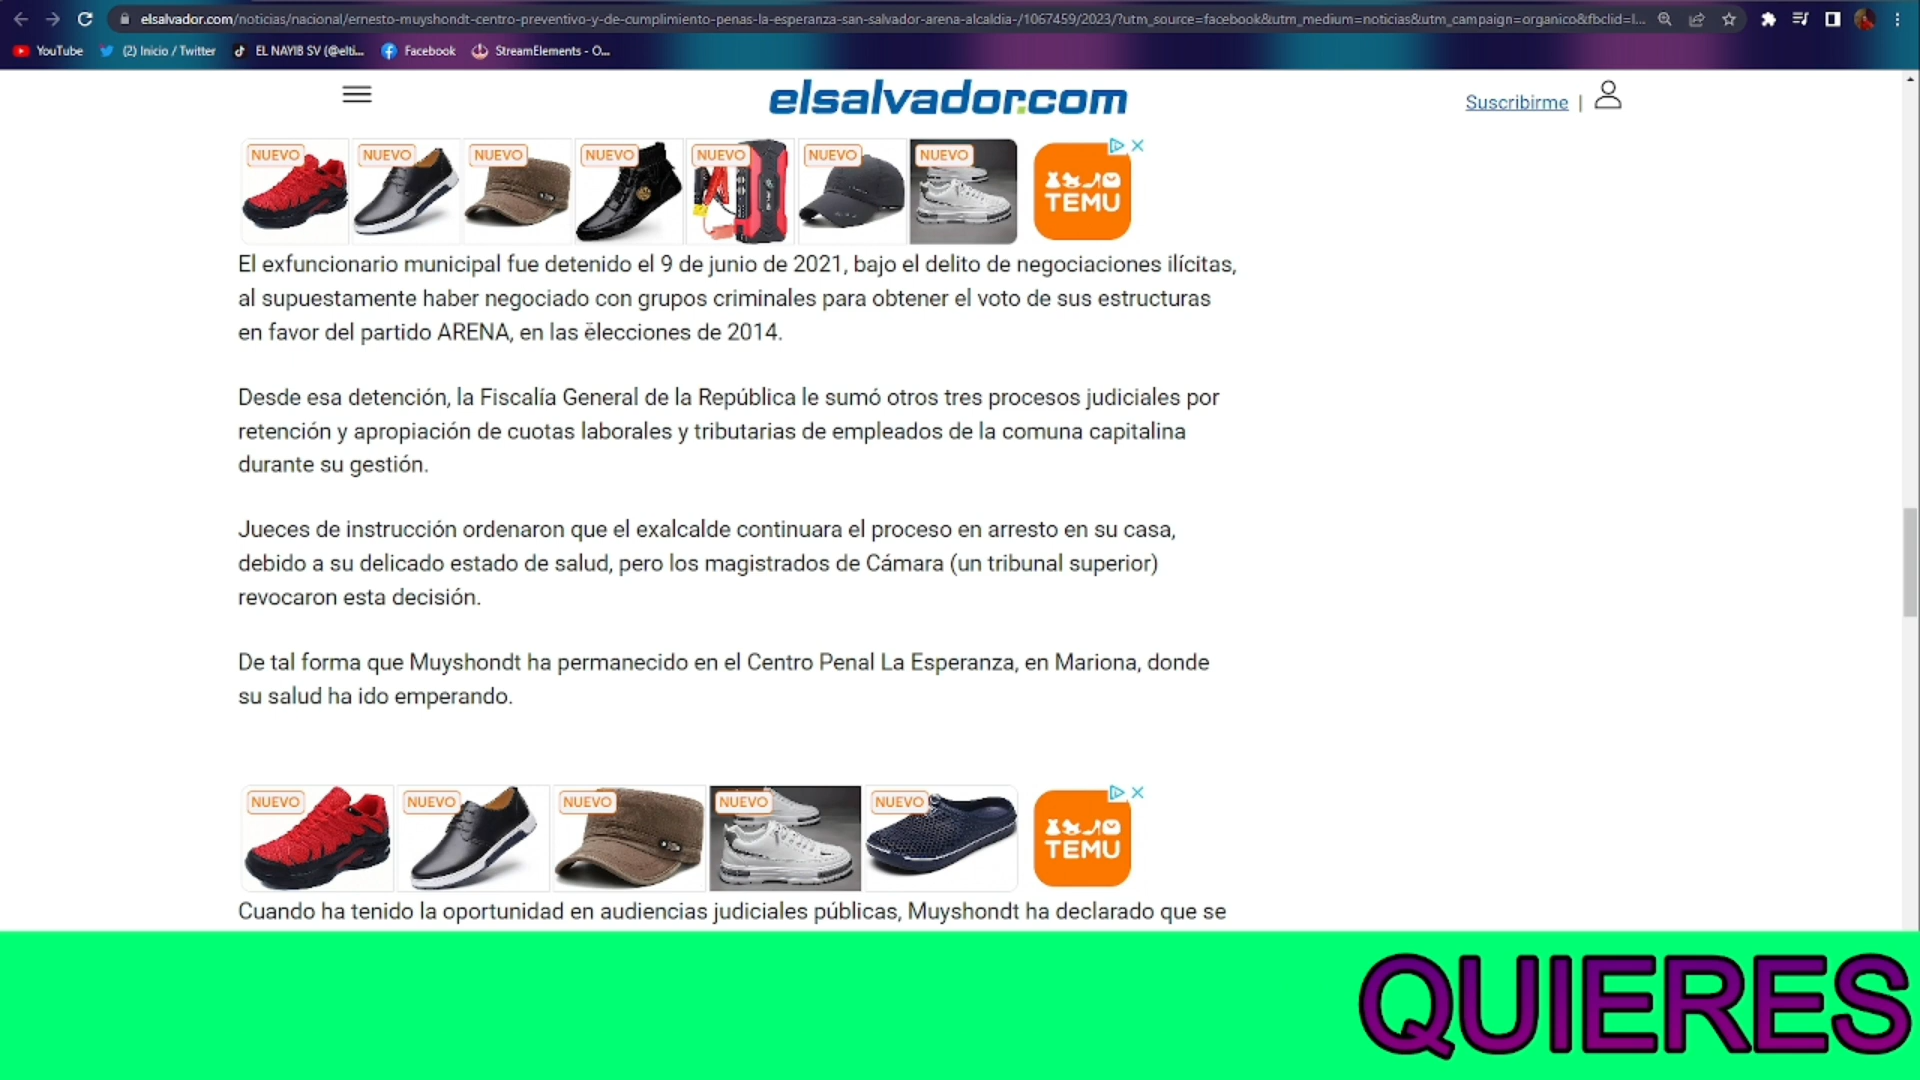 elsalvador.com/noticias/nacional/ernesto-muyshondt-centro-preventivo-y-de-cumplimiento-penas-la-esperanza-san-salvador-arena-alcaldia-/1067459/2023/?utm_source=facebook&utm_medium=noticias&utm_campaign=organico&fbclid=I...
YouTube (2) Inicio / Twitter EL NAYIB SV (@elti... Facebook StreamElements - O...
elsalvador.com
Suscribirme |
NUEVO NUEVO NUEVO NUEVO NUEVO NUEVO NUEVO
TEMU
El exfuncionario municipal fue detenido el 9 de junio de 2021, bajo el delito de negociaciones ilícitas,
al supuestamente haber negociado con grupos criminales para obtener el voto de sus estructuras
en favor del partido ARENA, en las elecciones de 2014.
Desde esa detención, la Fiscalía General de la República le sumó otros tres procesos judiciales por
retención y apropiación de cuotas laborales y tributarias de empleados de la comuna capitalina
durante su gestión.
Jueces de instrucción ordenaron que el exalcalde continuara el proceso en arresto en su casa,
debido a su delicado estado de salud, pero los magistrados de Cámara (un tribunal superior)
revocaron esta decisión.
De tal forma que Muyshondt ha permanecido en el Centro Penal La Esperanza, en Mariona, donde
su salud ha ido emperando.
NUEVO NUEVO NUEVO NUEVO NUEVO
TEMU
Cuando ha tenido la oportunidad en audiencias judiciales públicas, Muyshondt ha declarado que se
QUIERES